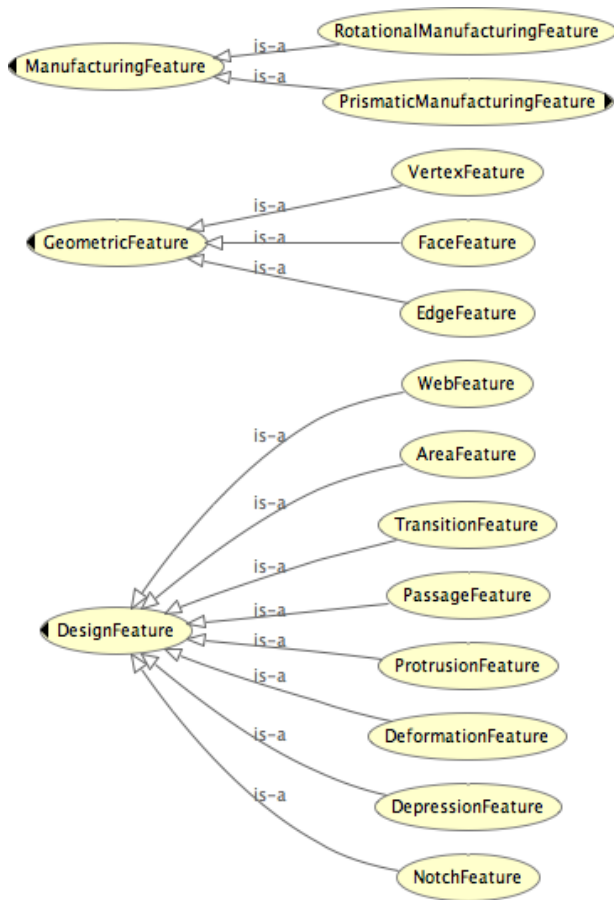 RotationalManufacturingFeature
is-a
ManufacturingFeature
is-a
PrismaticManufacturingFeature
VertexFeature
is-a
GeometricFeature
is-a
FaceFeature
is-a
EdgeFeature
WebFeature
is-a
AreaFeature
is-a
TransitionFeature
is-a
PassageFeature
is-a
DesignFeature
is-a
ProtrusionFeature
is-a
DeformationFeature
is-a
DepressionFeature
is-a
NotchFeature